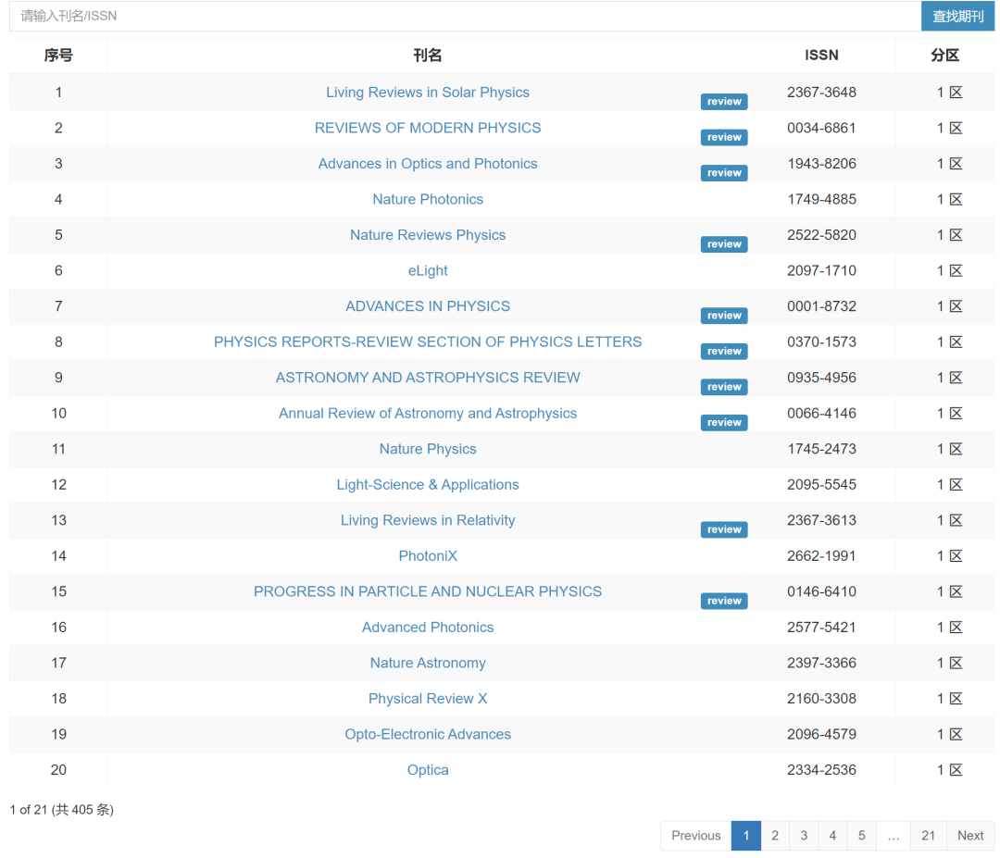 请输入刊名/ISSN 查找期刊
序号 刊名 ISSN 分区
1 Living Reviews in Solar Physics review 2367-3648 1 区
2 REVIEWS OF MODERN PHYSICS review 0034-6861 1 区
3 Advances in Optics and Photonics review 1943-8206 1 区
4 Nature Photonics 1749-4885 1 区
5 Nature Reviews Physics review 2522-5820 1 区
6 eLight 2097-1710 1 区
7 ADVANCES IN PHYSICS review 0001-8732 1 区
8 PHYSICS REPORTS-REVIEW SECTION OF PHYSICS LETTERS review 0370-1573 1 区
9 ASTRONOMY AND ASTROPHYSICS REVIEW review 0935-4956 1 区
10 Annual Review of Astronomy and Astrophysics review 0066-4146 1 区
11 Nature Physics 1745-2473 1 区
12 Light-Science & Applications 2095-5545 1 区
13 Living Reviews in Relativity review 2367-3613 1 区
14 PhotoniX 2662-1991 1 区
15 PROGRESS IN PARTICLE AND NUCLEAR PHYSICS review 0146-6410 1 区
16 Advanced Photonics 2577-5421 1 区
17 Nature Astronomy 2397-3366 1 区
18 Physical Review X 2160-3308 1 区
19 Opto-Electronic Advances 2096-4579 1 区
20 Optica 2334-2536 1 区
1 of 21 (共 405 条)
Previous 1 2 3 4 5 … 21 Next